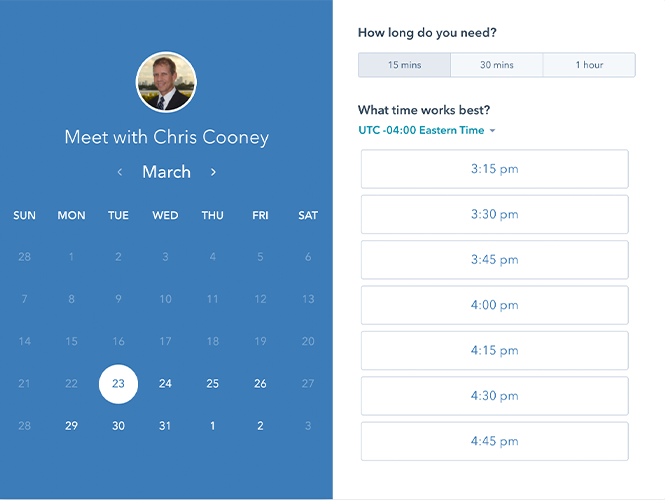 Meet with Chris Cooney
March
SUN MON TUE WED THU FRI SAT
28 1 2 3 4 5 6
7 8 9 10 11 12 13
14 15 16 17 18 19 20
21 22 23 24 25 26 27
28 29 30 31 1 2 3
How long do you need?
15 mins 30 mins 1 hour
What time works best?
UTC -04:00 Eastern Time
3:15 pm
3:30 pm
3:45 pm
4:00 pm
4:15 pm
4:30 pm
4:45 pm